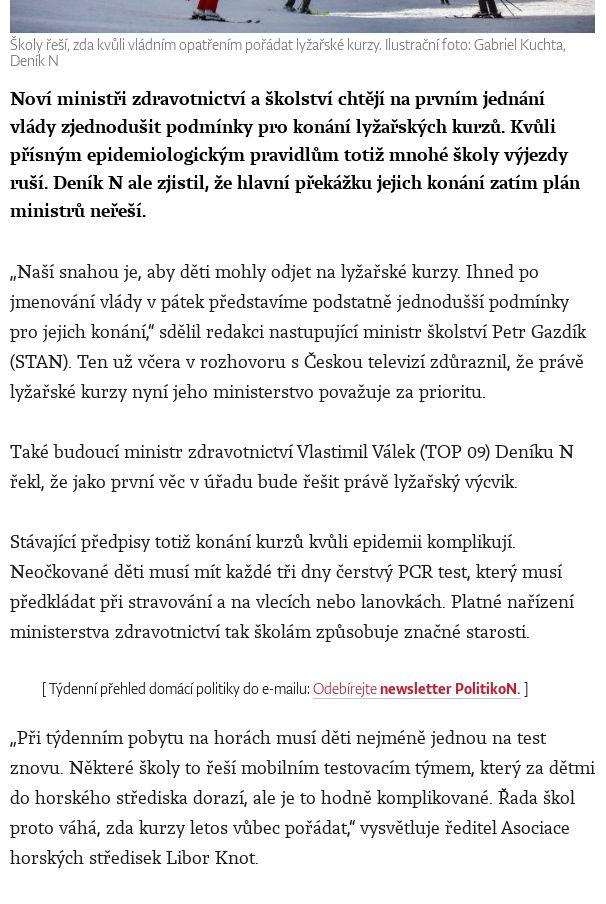 Školy řeší, zda kvůli vládním opatřením pořádat lyžařské kurzy. Ilustrační foto: Gabriel Kuchta,
Deník N
Noví ministři zdravotnictví a školství chtějí na prvním jednání
vlády zjednodušit podmínky pro konání lyžařských kurzů. Kvůli
přísným epidemiologickým pravidlům totiž mnohé školy výjezdy
ruší. Deník N ale zjistil, že hlavní překážku jejich konání zatím plán
ministrů neřeší.
„Naší snahou je, aby děti mohly odjet na lyžařské kurzy. Ihned po
jmenování vlády v pátek představíme podstatně jednodušší podmínky
pro jejich konání,“ sdělil redakci nastupující ministr školství Petr Gazdík
(STAN). Ten už včera v rozhovoru s Českou televizí zdůraznil, že právě
lyžařské kurzy nyní jeho ministerstvo považuje za prioritu.
Také budoucí ministr zdravotnictví Vlastimil Válek (TOP 09) Deníku N
řekl, že jako první věc v úřadu bude řešit právě lyžařský výcvik.
Stávající předpisy totiž konání kurzů kvůli epidemii komplikují.
Neočkované děti musí mít každé tři dny čerstvý PCR test, který musí
předkládat při stravování a na vlecích nebo lanovkách. Platné nařízení
ministerstva zdravotnictví tak školám způsobuje značné starosti.
[ Týdenní přehled domácí politiky do e-mailu: Odebírejte newsletter PolitikoN. ]
„Při týdenním pobytu na horách musí děti nejméně jednou na test
znovu. Některé školy to řeší mobilním testovacím týmem, který za dětmi
do horského střediska dorazí, ale je to hodně komplikované. Řada škol
proto váhá, zda kurzy letos vůbec pořádat,“ vysvětluje ředitel Asociace
horských středisek Libor Knot.